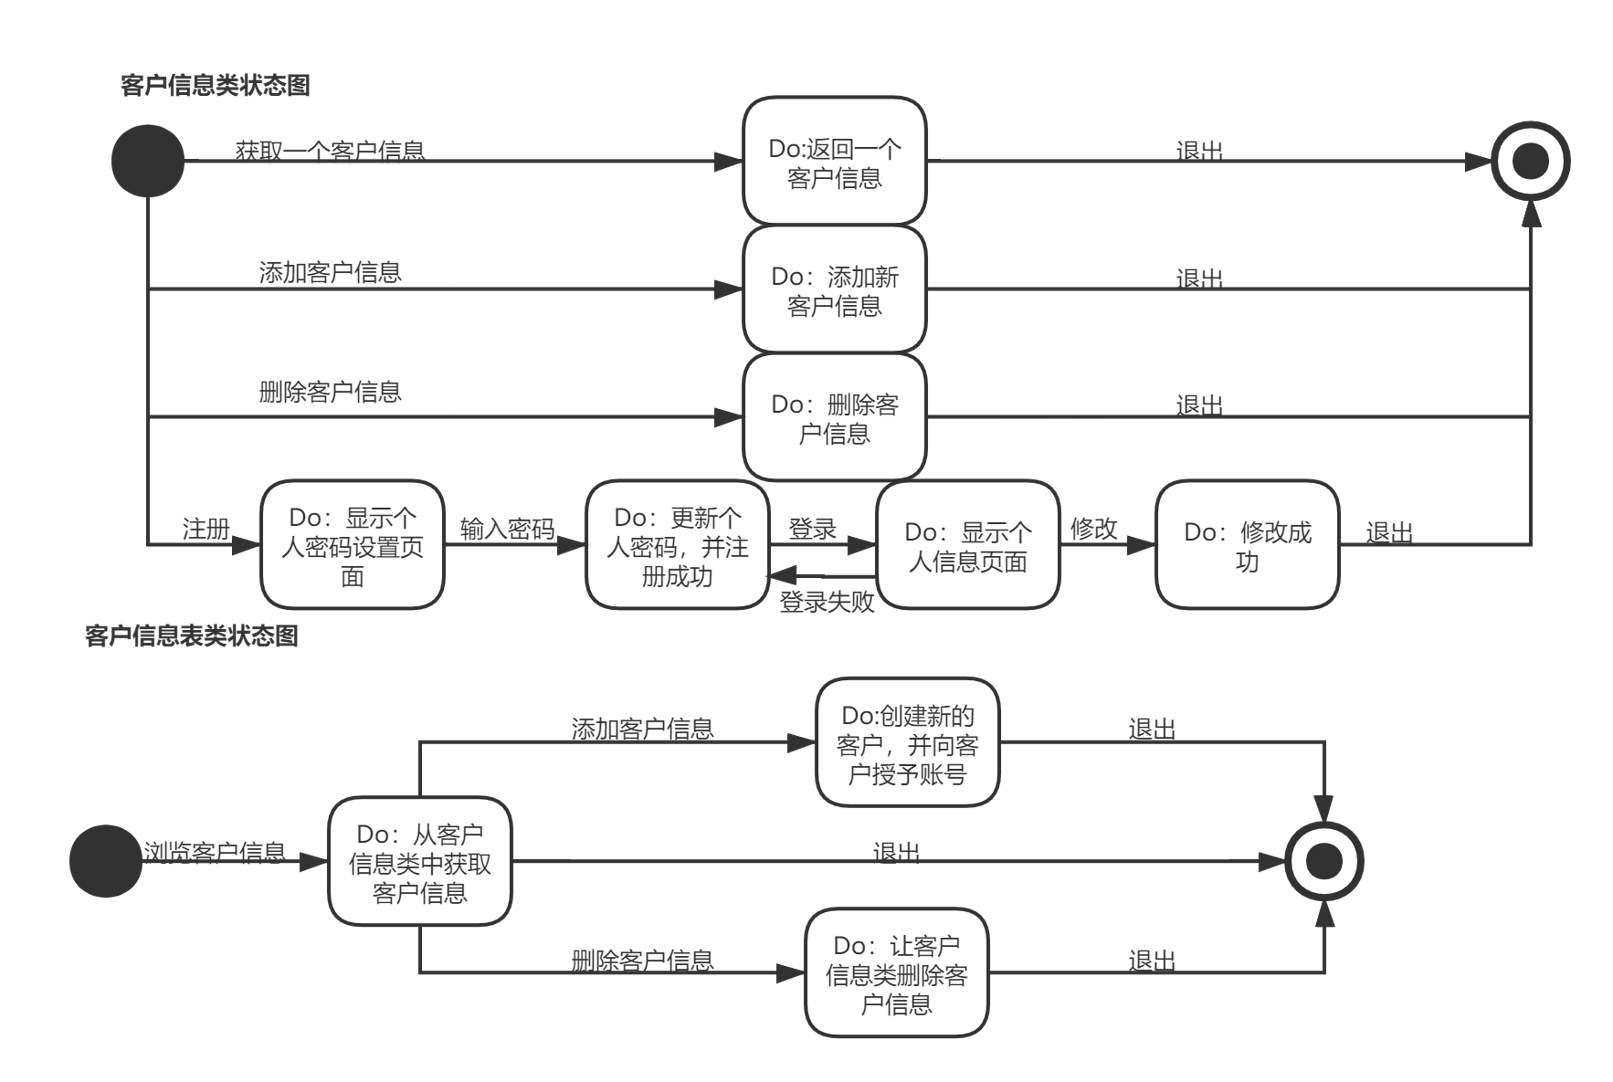 客户信息类状态图
获取一个客户信息
Do:返回一个
客户信息
退出
添加客户信息
Do：添加新
客户信息
退出
删除客户信息
Do：删除客
户信息
退出
注册
Do：显示个
人密码设置页
面
输入密码
Do：更新个
人密码，并注
册成功
登录
登录失败
Do：显示个
人信息页面
修改
Do：修改成
功
退出
客户信息表类状态图
浏览客户信息
Do：从客户
信息类中获取
客户信息
添加客户信息
Do:创建新的
客户，并向客
户授予账号
退出
退出
删除客户信息
Do：让客户
信息类删除客
户信息
退出